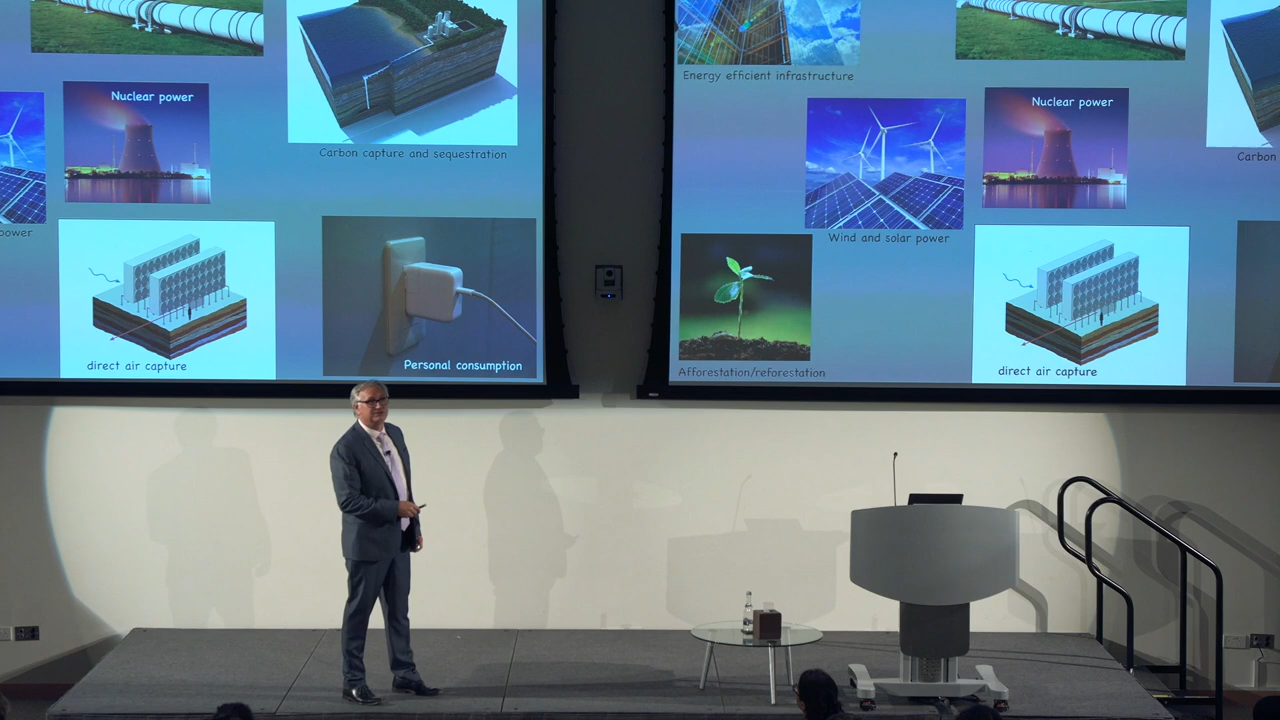 Nuclear power
Carbon capture and sequestration
power
direct air capture
Personal consumption
Energy efficient infrastructure
Nuclear power
Carbon
Wind and solar power
Afforestation/reforestation
direct air capture